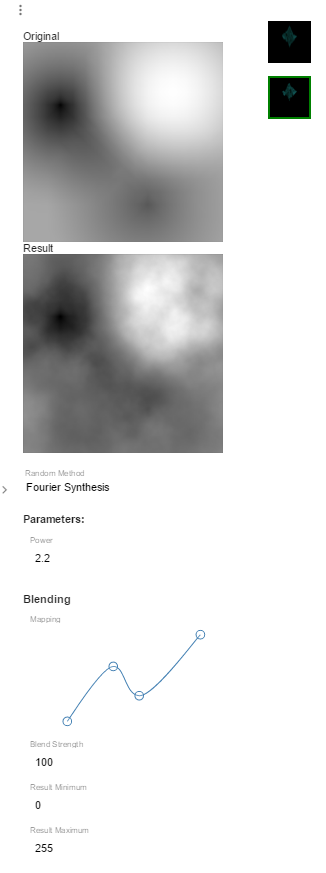 Original
Result
Random Method
Fourier Synthesis
Parameters:
Power
2.2
Blending
Mapping
Blend Strength
100
Result Minimum
0
Result Maximum
255